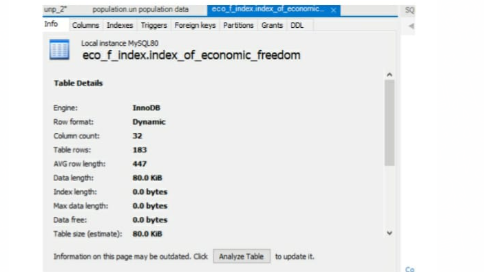 unp_2* population un population data eco_f_index.index_of_economic... × SQ
Info Columns Indexes Triggers Foreign keys Partitions Grants DDL
Local instance MySQL80
eco_f_index.index_of_economic_freedom
Table Details
Engine: InnoDB
Row format: Dynamic
Column count: 32
Table rows: 183
AVG row length: 447
Data length: 80.0 KiB
Index length: 0.0 bytes
Max data length: 0.0 bytes
Data free: 0.0 bytes
Table size (estimate): 80.0 KiB
Information on this page may be outdated. Click Analyze Table to update it.
Co